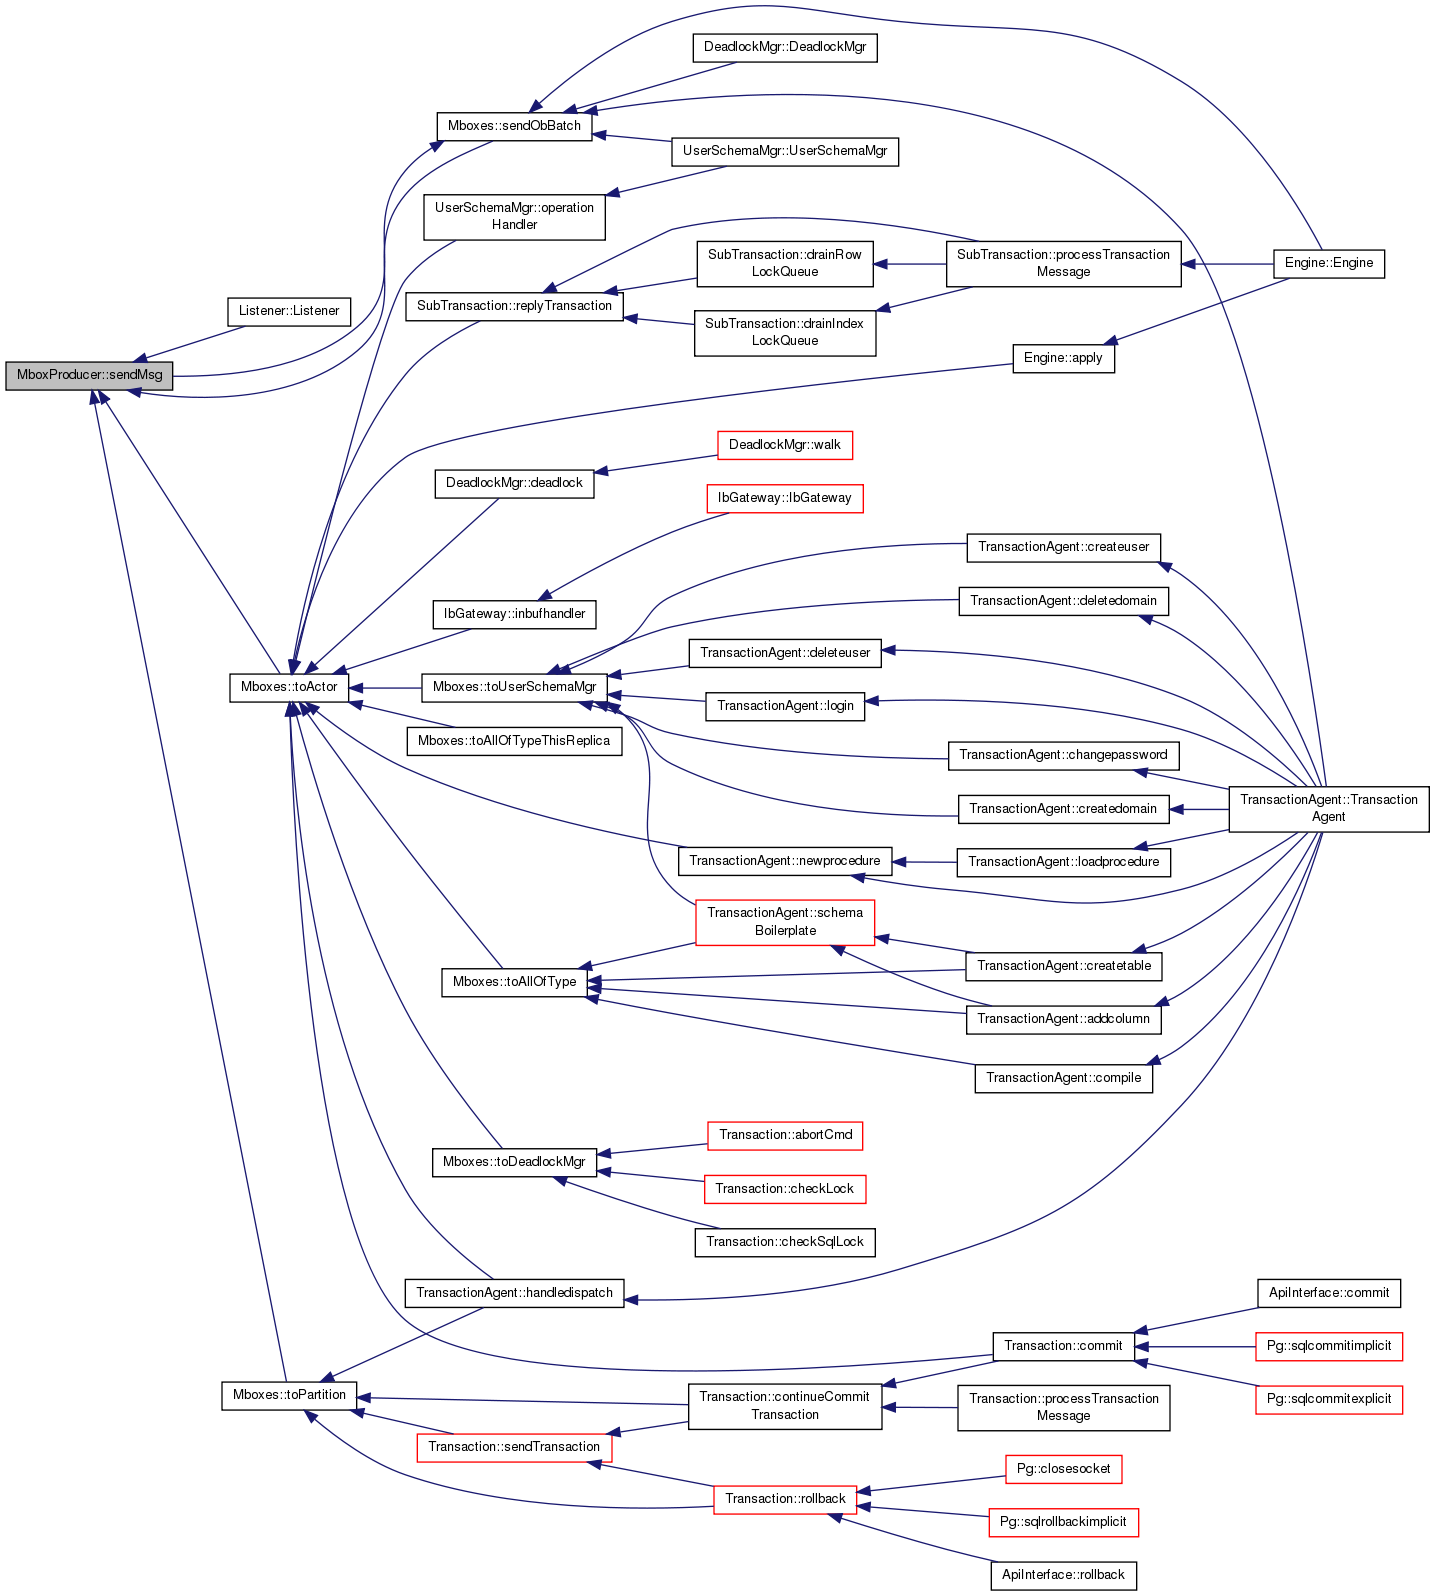 DeadlockMgr::DeadlockMgr
Mboxes::sendObBatch
UserSchemaMgr::UserSchemaMgr
UserSchemaMgr::operation
Handler
SubTransaction::drainRow
LockQueue
SubTransaction::processTransaction
Message
Engine::Engine
Listener::Listener
SubTransaction::replyTransaction
SubTransaction::drainIndex
LockQueue
Engine::apply
MboxProducer::sendMsg
DeadlockMgr::walk
DeadlockMgr::deadlock
IbGateway::IbGateway
TransactionAgent::createuser
IbGateway::inbufhandler
TransactionAgent::deletedomain
TransactionAgent::deleteuser
Mboxes::toActor
Mboxes::toUserSchemaMgr
TransactionAgent::login
Mboxes::toAllOfTypeThisReplica
TransactionAgent::changepassword
TransactionAgent::createdomain
TransactionAgent::Transaction
Agent
TransactionAgent::newprocedure
TransactionAgent::loadprocedure
TransactionAgent::schema
Boilerplate
Mboxes::toAllOfType
TransactionAgent::createtable
TransactionAgent::addcolumn
TransactionAgent::compile
Transaction::abortCmd
Mboxes::toDeadlockMgr
Transaction::checkLock
Transaction::checkSqlLock
TransactionAgent::handledispatch
ApiInterface::commit
Transaction::commit
Pg::sqlcommitimplicit
Mboxes::toPartition
Transaction::continueCommit
Transaction
Transaction::processTransaction
Message
Pg::sqlcommitexplicit
Transaction::sendTransaction
Pg::closesocket
Transaction::rollback
Pg::sqlrollbackimplicit
ApiInterface::rollback